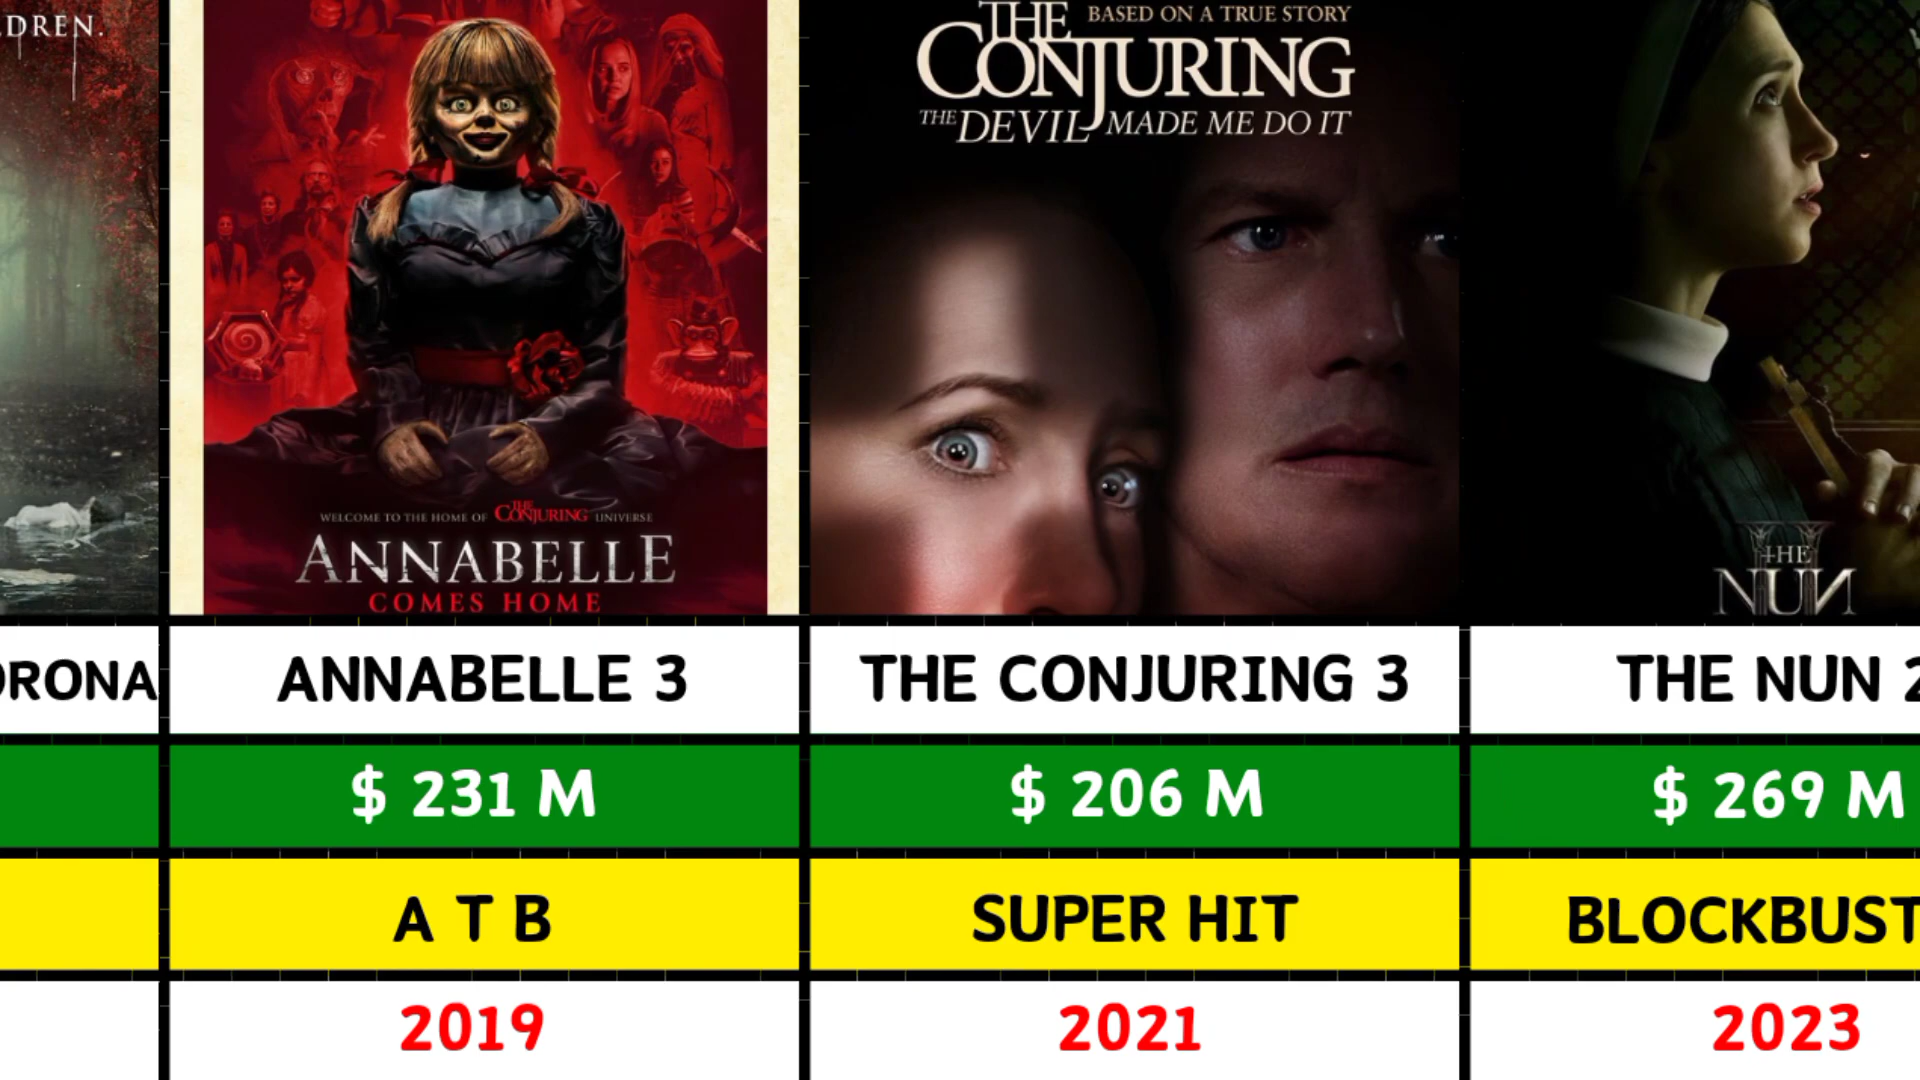 DREN.
WELCOME TO THE HOME OF THE CONJURING UNIVERSE
ANNABELLE
COMES HOME
THE CONJURING BASED ON A TRUE STORY
THE DEVIL MADE ME DO IT
THE
NUN
ORONA
ANNABELLE 3
THE CONJURING 3
THE NUN 2
$ 231 M
$ 206 M
$ 269 M
A T B
SUPER HIT
BLOCKBUST
2019
2021
2023